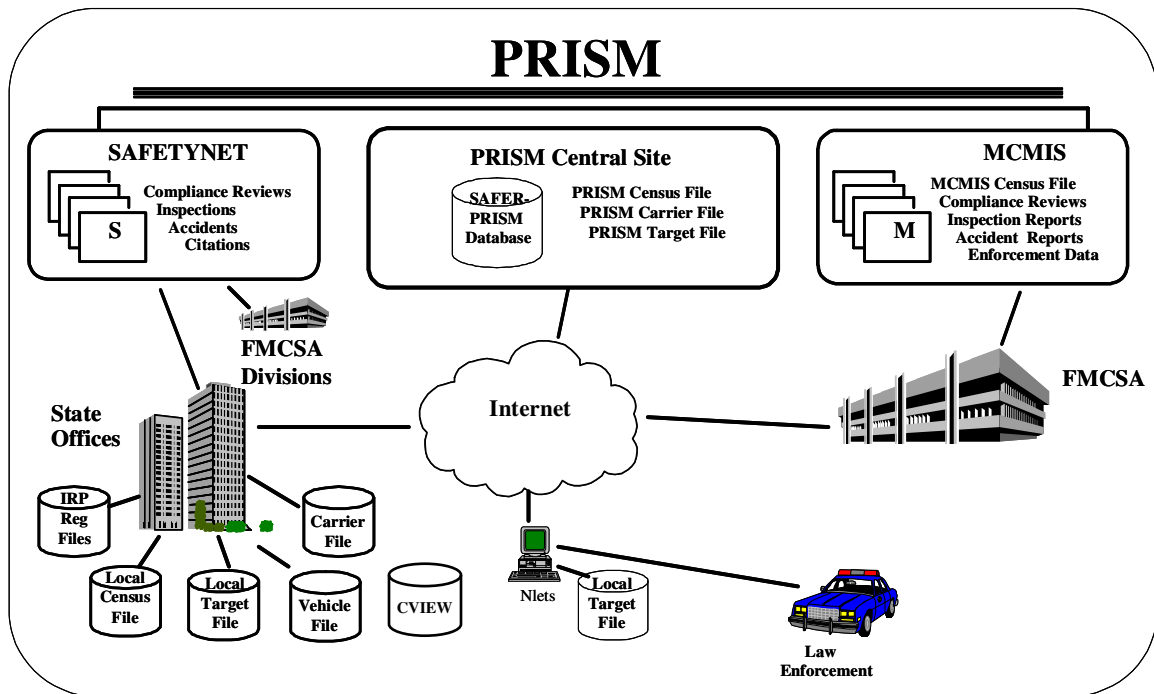 PRISM
SAFETYNET
S
Compliance Reviews
Inspections
Accidents
Citations
PRISM Central Site
SAFER-
PRISM
Database
PRISM Census File
PRISM Carrier File
PRISM Target File
MCMIS
M
MCMIS Census File
Compliance Reviews
Inspection Reports
Accident Reports
Enforcement Data
FMCSA
Divisions
State
Offices
Internet
FMCSA
IRP
Reg
Files
Carrier
File
Local
Census
File
Local
Target
File
Vehicle
File
CVIEW
Nlets
Local
Target
File
Law
Enforcement